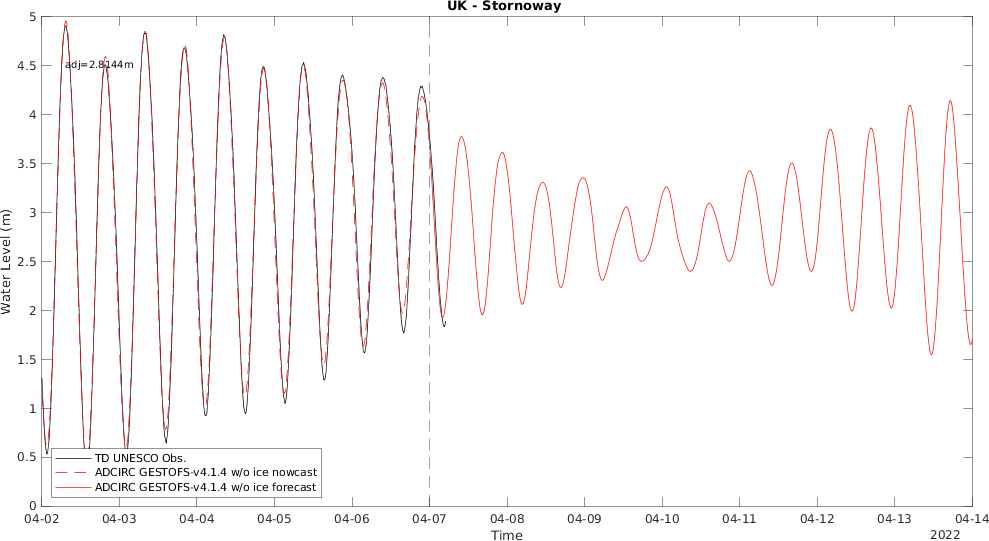 UK - Stornoway
5
4.5
4
3.5
3
2.5
2
1.5
1
0.5
0
Water Level (m)
adj=2.8144m
TD UNESCO Obs.
ADCIRC GESTOFS-v4.1.4 w/o ice nowcast
ADCIRC GESTOFS-v4.1.4 w/o ice forecast
04-02 04-03 04-04 04-05 04-06 04-07 04-08 04-09 04-10 04-11 04-12 04-13 04-14
Time
2022